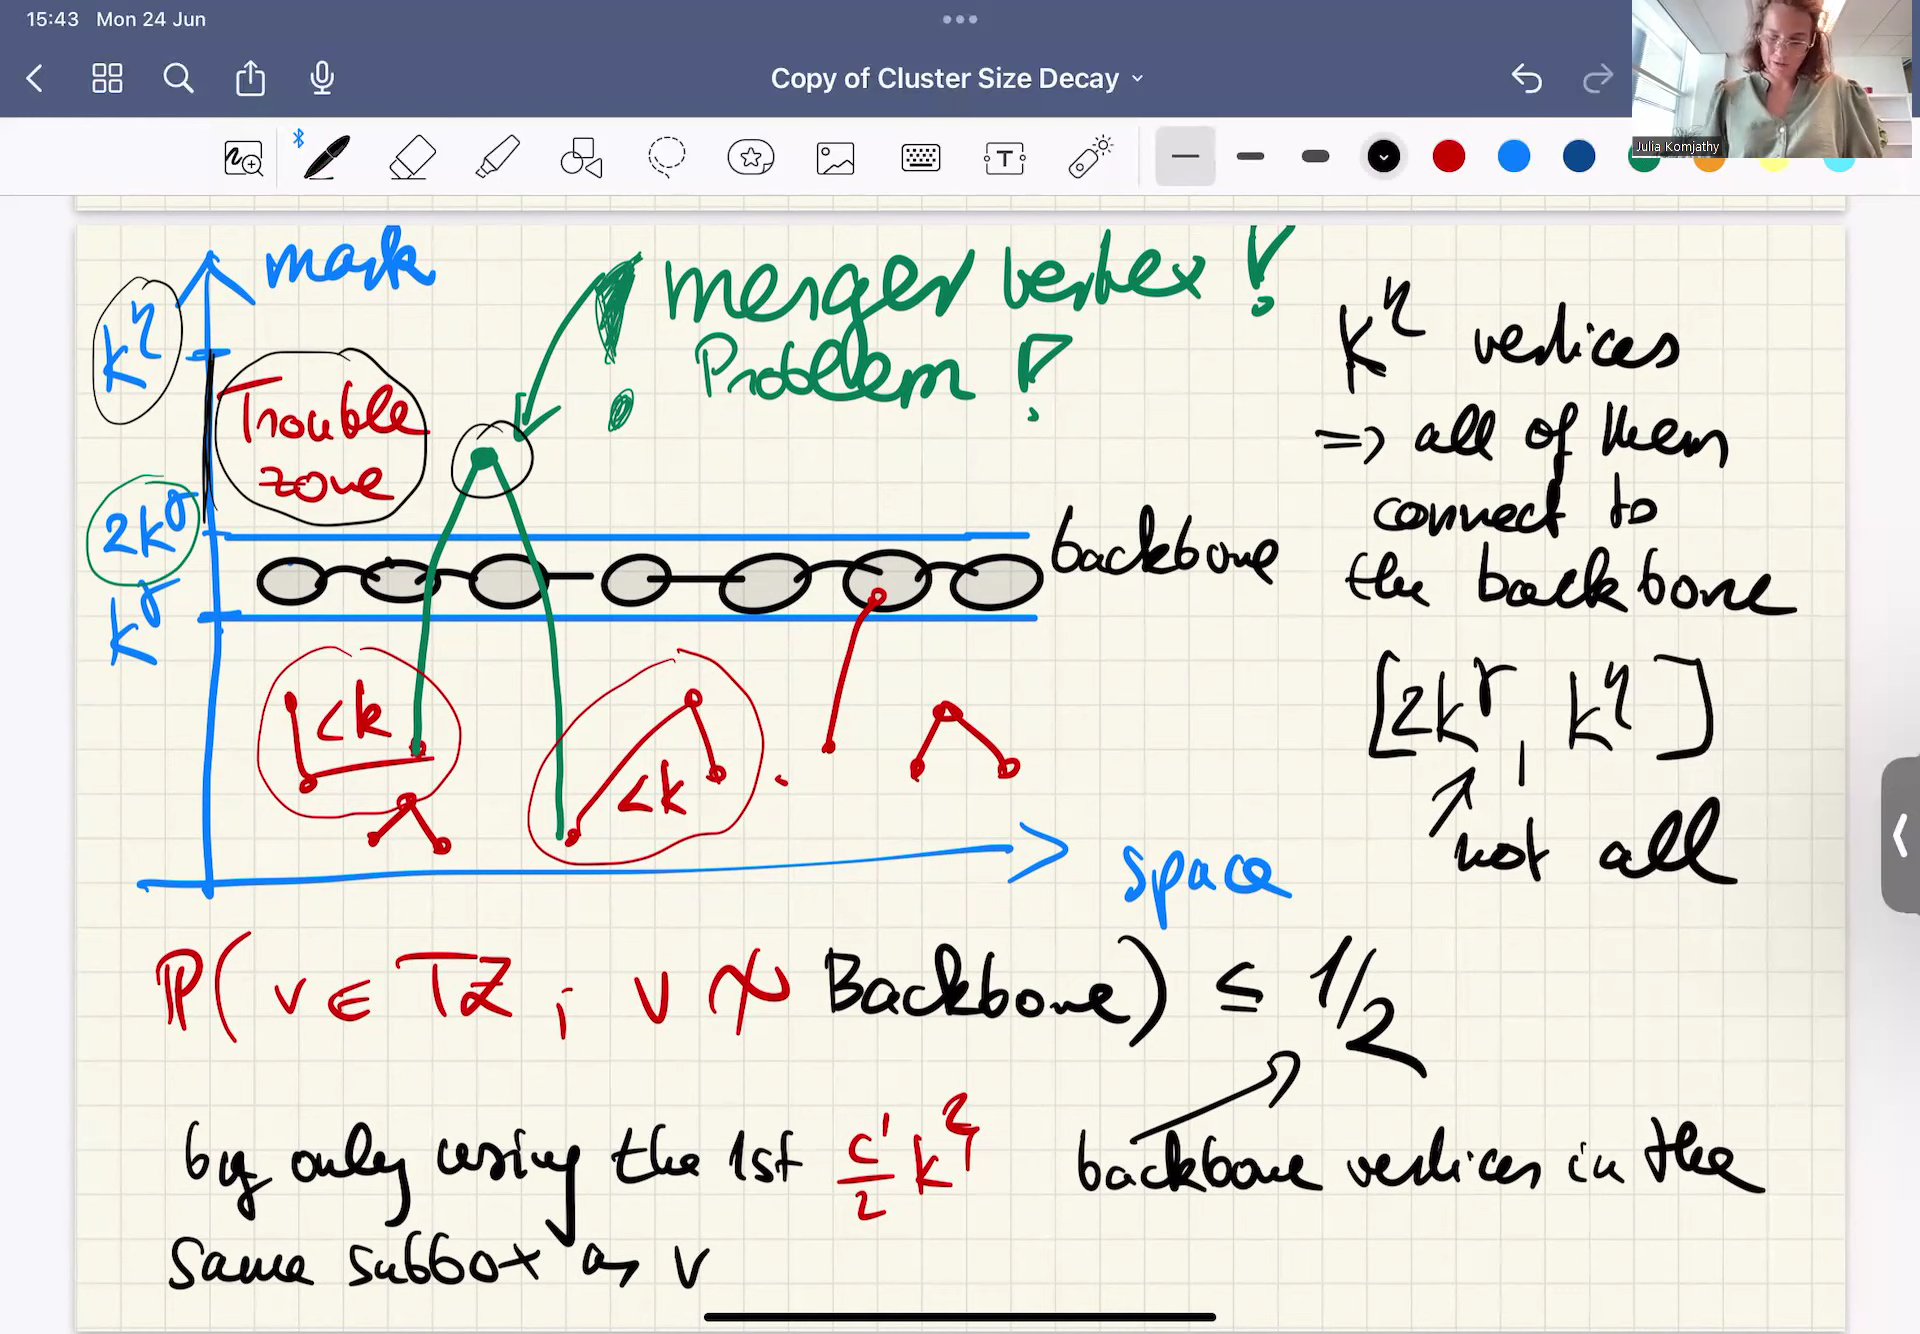 15:43 Mon 24 Jun
Copy of Cluster Size Decay
Julia Komjathy
mark
merger vertex!
Problem!
k^η
Trouble
zone
2k^γ
k^γ
backbone
<k
<k
space
k^η vertices
=> all of them
connect to
the backbone
[2k^γ, k^η]
not all
P(v ∈ TZ; v ≁ Backbone) ≤ 1/2
by only using the 1st c'/2 k^η backbone vertices in the
same subbox as v